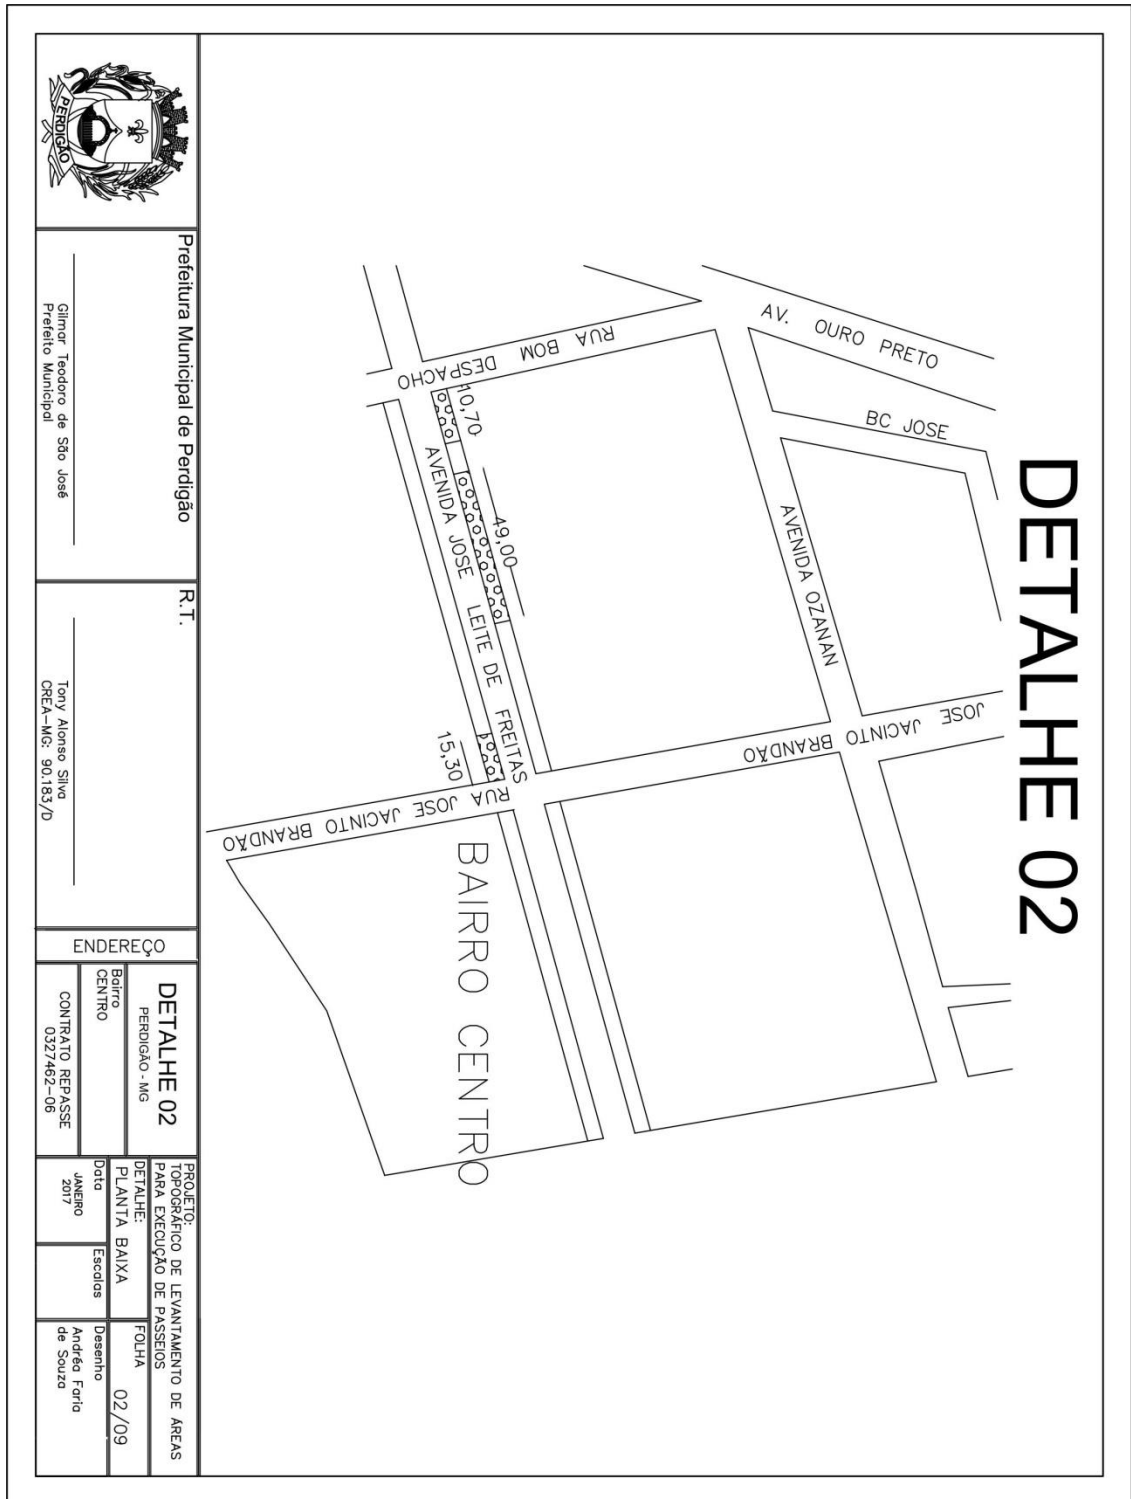 DETALHE 02
AV. OURO PRETO
BC JOSE
RUA BOM DESPACHO
AVENIDA OZANAN
JOSE JACINTO BRANDÃO
10,70
49,00
AVENIDA JOSE LEITE DE FREITAS
15,30
RUA JOSE JACINTO BRANDÃO
BAIRRO CENTRO
PERDIGÃO
Prefeitura Municipal de Perdigão
Gilmar Teodoro de São José
Prefeito Municipal
R.T.
Tony Alonso Silva
CREA-MG: 90.183/D
ENDEREÇO
DETALHE 02
PERDIGÃO - MG
Bairro
CENTRO
CONTRATO REPASSE
0327462-06
PROJETO:
TOPOGRÁFICO DE LEVANTAMENTO DE ÁREAS
PARA EXECUÇÃO DE PASSEIOS
DETALHE:
PLANTA BAIXA
FOLHA
02/09
Data
JANEIRO
2017
Escalas
Desenho
Andréa Faria
de Souza